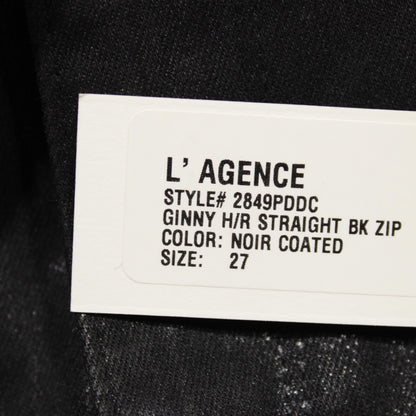 L' AGENCE
STYLE# 2849PDDC
GINNY H/R STRAIGHT BK ZIP
COLOR: NOIR COATED
SIZE: 27